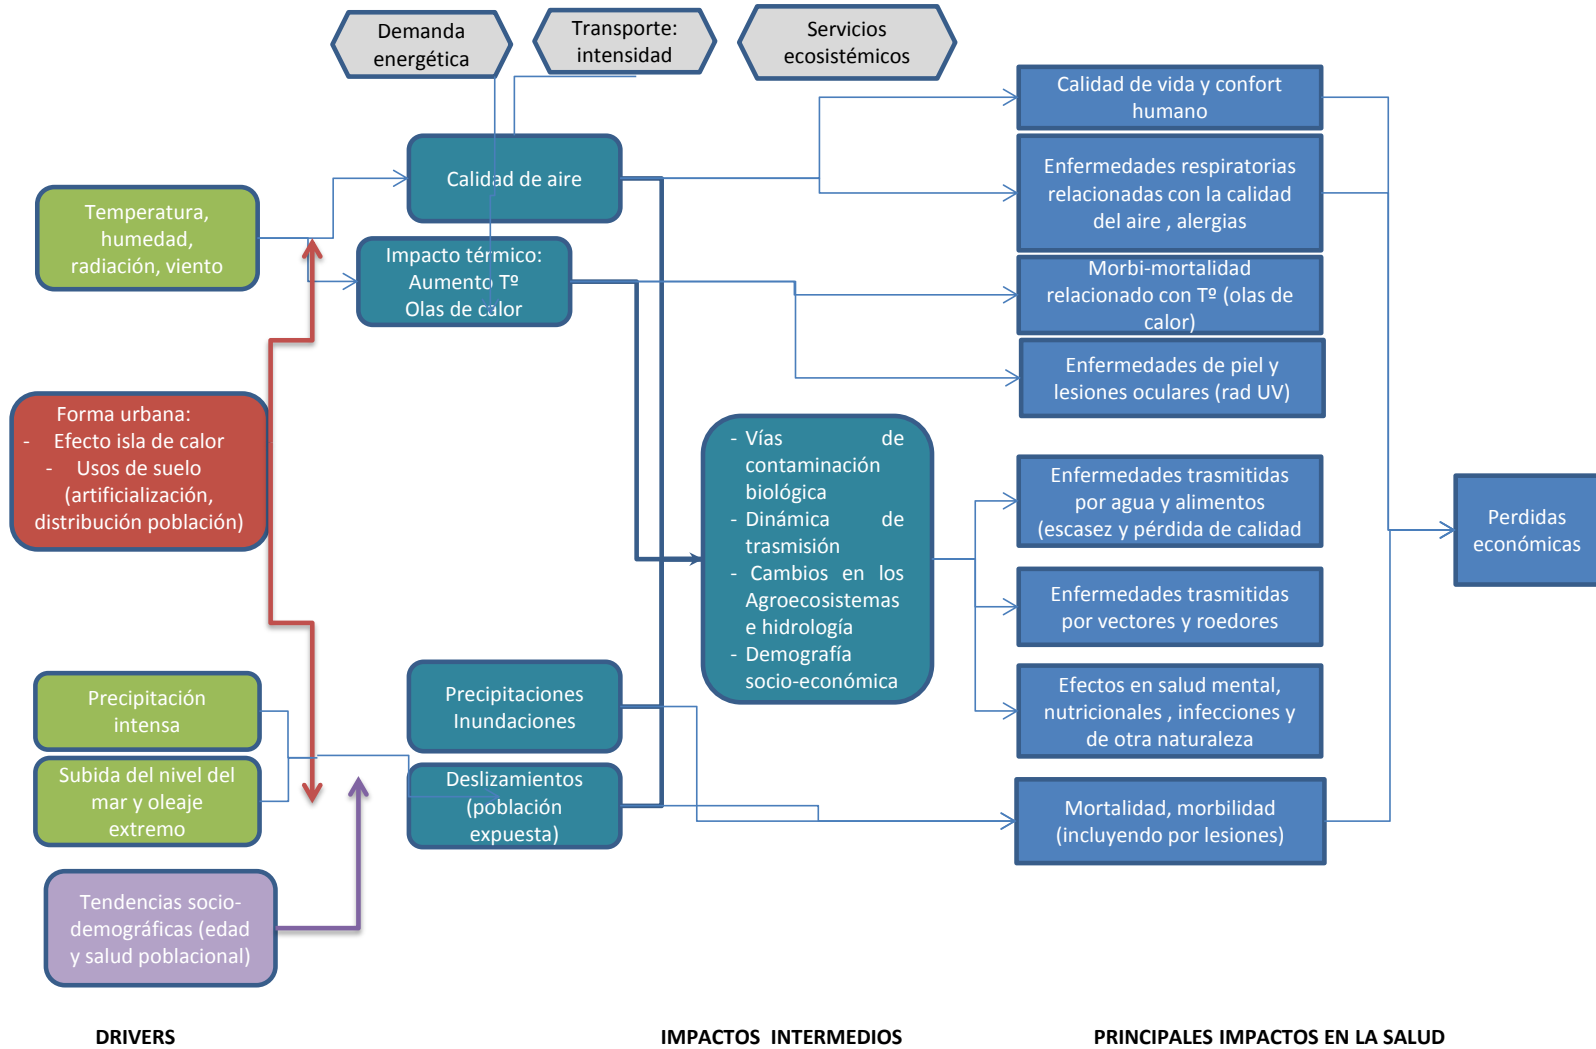 Demanda
energética
Transporte:
intensidad
Servicios
ecosistémicos
Calidad de aire
Temperatura,
humedad,
radiación, viento
Impacto térmico:
Aumento Tº
Olas de calor
Forma urbana:
- Efecto isla de calor
- Usos de suelo
(artificialización,
distribución población)
Precipitación
intensa
Subida del nivel del
mar y oleaje
extremo
Tendencias socio-
demográficas (edad
y salud poblacional)
Precipitaciones
Inundaciones
Deslizamientos
(población
expuesta)
- Vías de
contaminación
biológica
- Dinámica de
trasmisión
- Cambios en los
Agroecosistemas
e hidrología
- Demografía
socio-económica
Calidad de vida y confort
humano
Enfermedades respiratorias
relacionadas con la calidad
del aire , alergias
Morbi-mortalidad
relacionado con Tº (olas de
calor)
Enfermedades de piel y
lesiones oculares (rad UV)
Enfermedades trasmitidas
por agua y alimentos
(escasez y pérdida de calidad
Enfermedades trasmitidas
por vectores y roedores
Efectos en salud mental,
nutricionales , infecciones y
de otra naturaleza
Mortalidad, morbilidad
(incluyendo por lesiones)
Perdidas
económicas
DRIVERS
IMPACTOS INTERMEDIOS
PRINCIPALES IMPACTOS EN LA SALUD